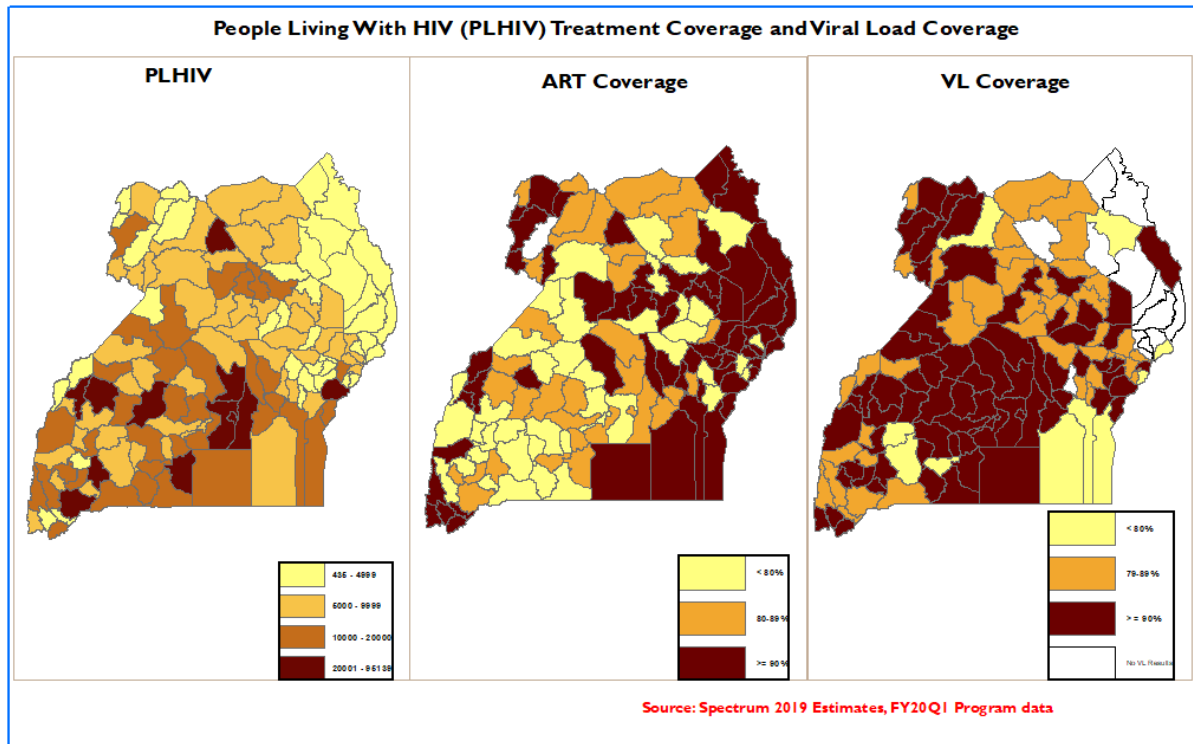 People Living With HIV (PLHIV) Treatment Coverage and Viral Load Coverage
PLHIV
ART Coverage
VL Coverage
435 - 4999
5000 - 9999
10000 - 20000
20001 - 95139
< 80%
80-89%
>= 90%
< 80%
79-89%
> = 90%
No VL Results
Source: Spectrum 2019 Estimates, FY20Q1 Program data